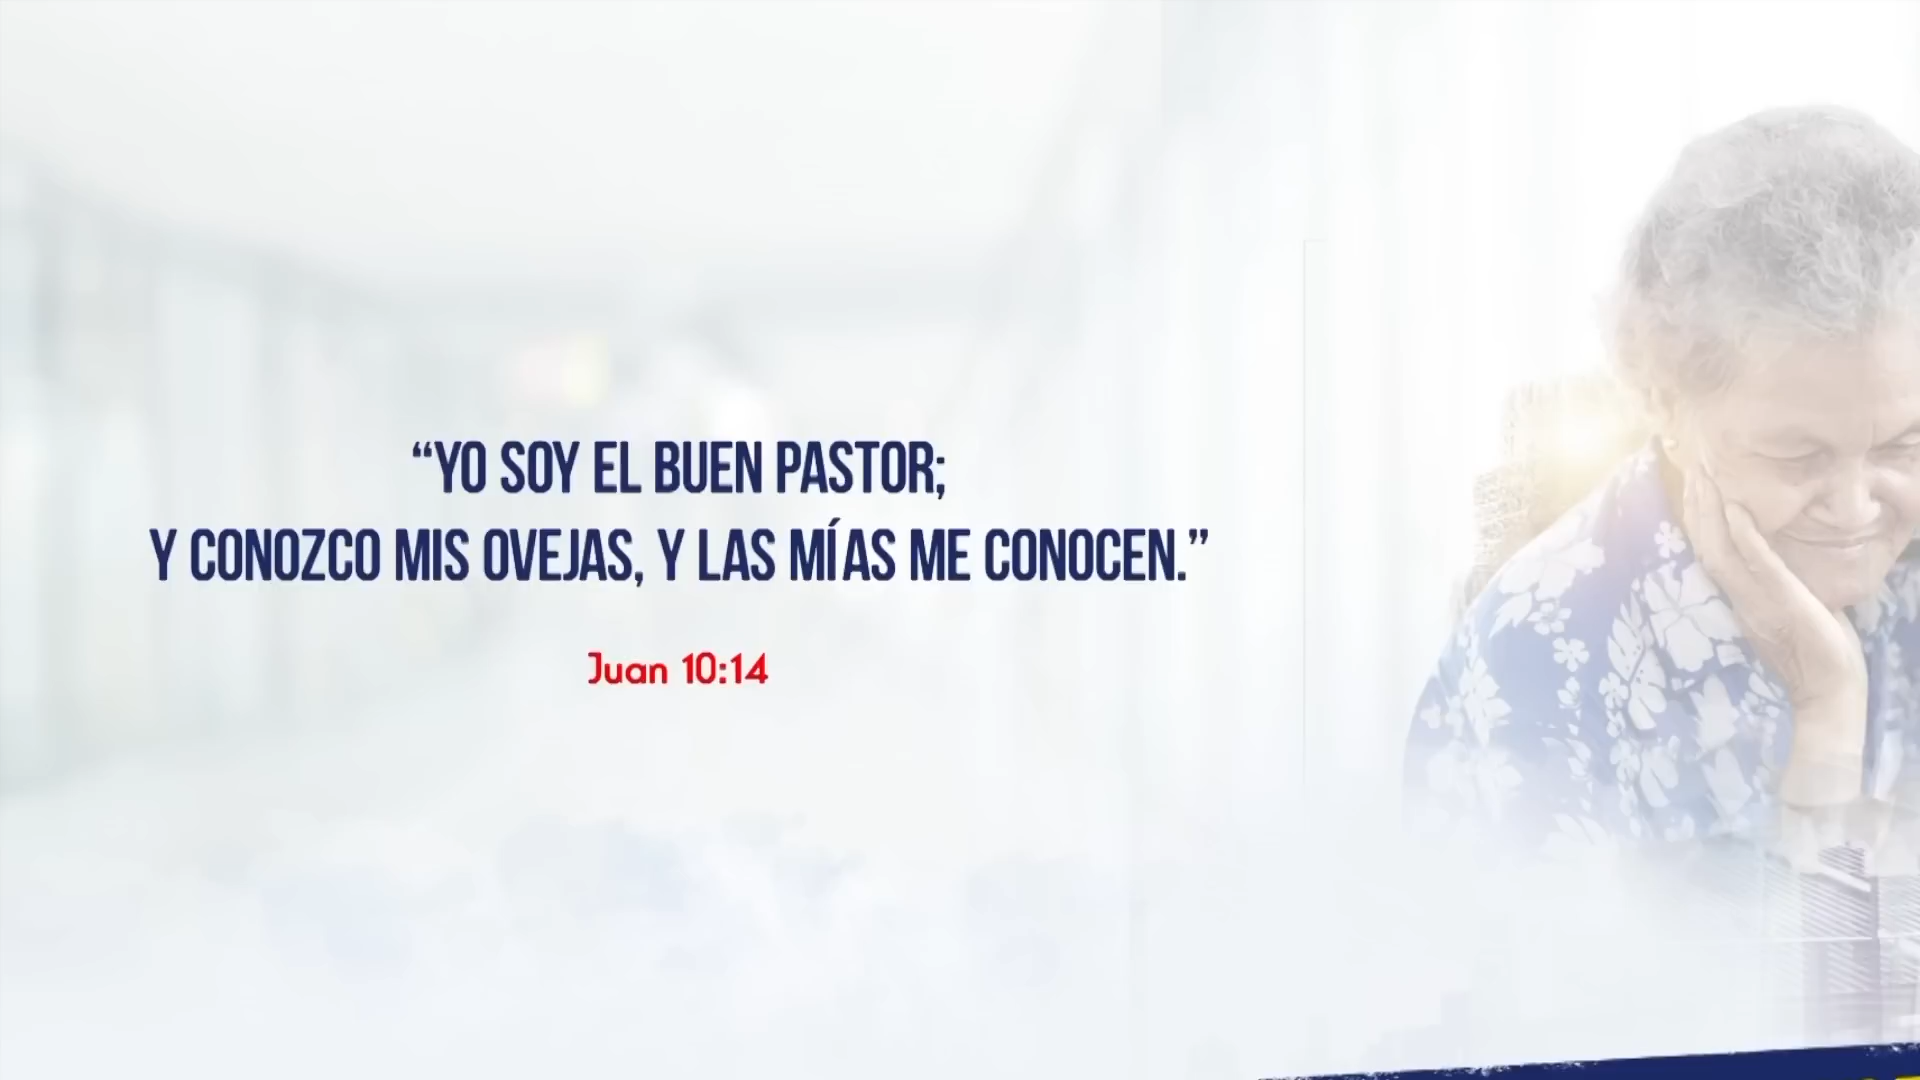 “YO SOY EL BUEN PASTOR;
Y CONOZCO MIS OVEJAS, Y LAS MÍAS ME CONOCEN.”
Juan 10:14